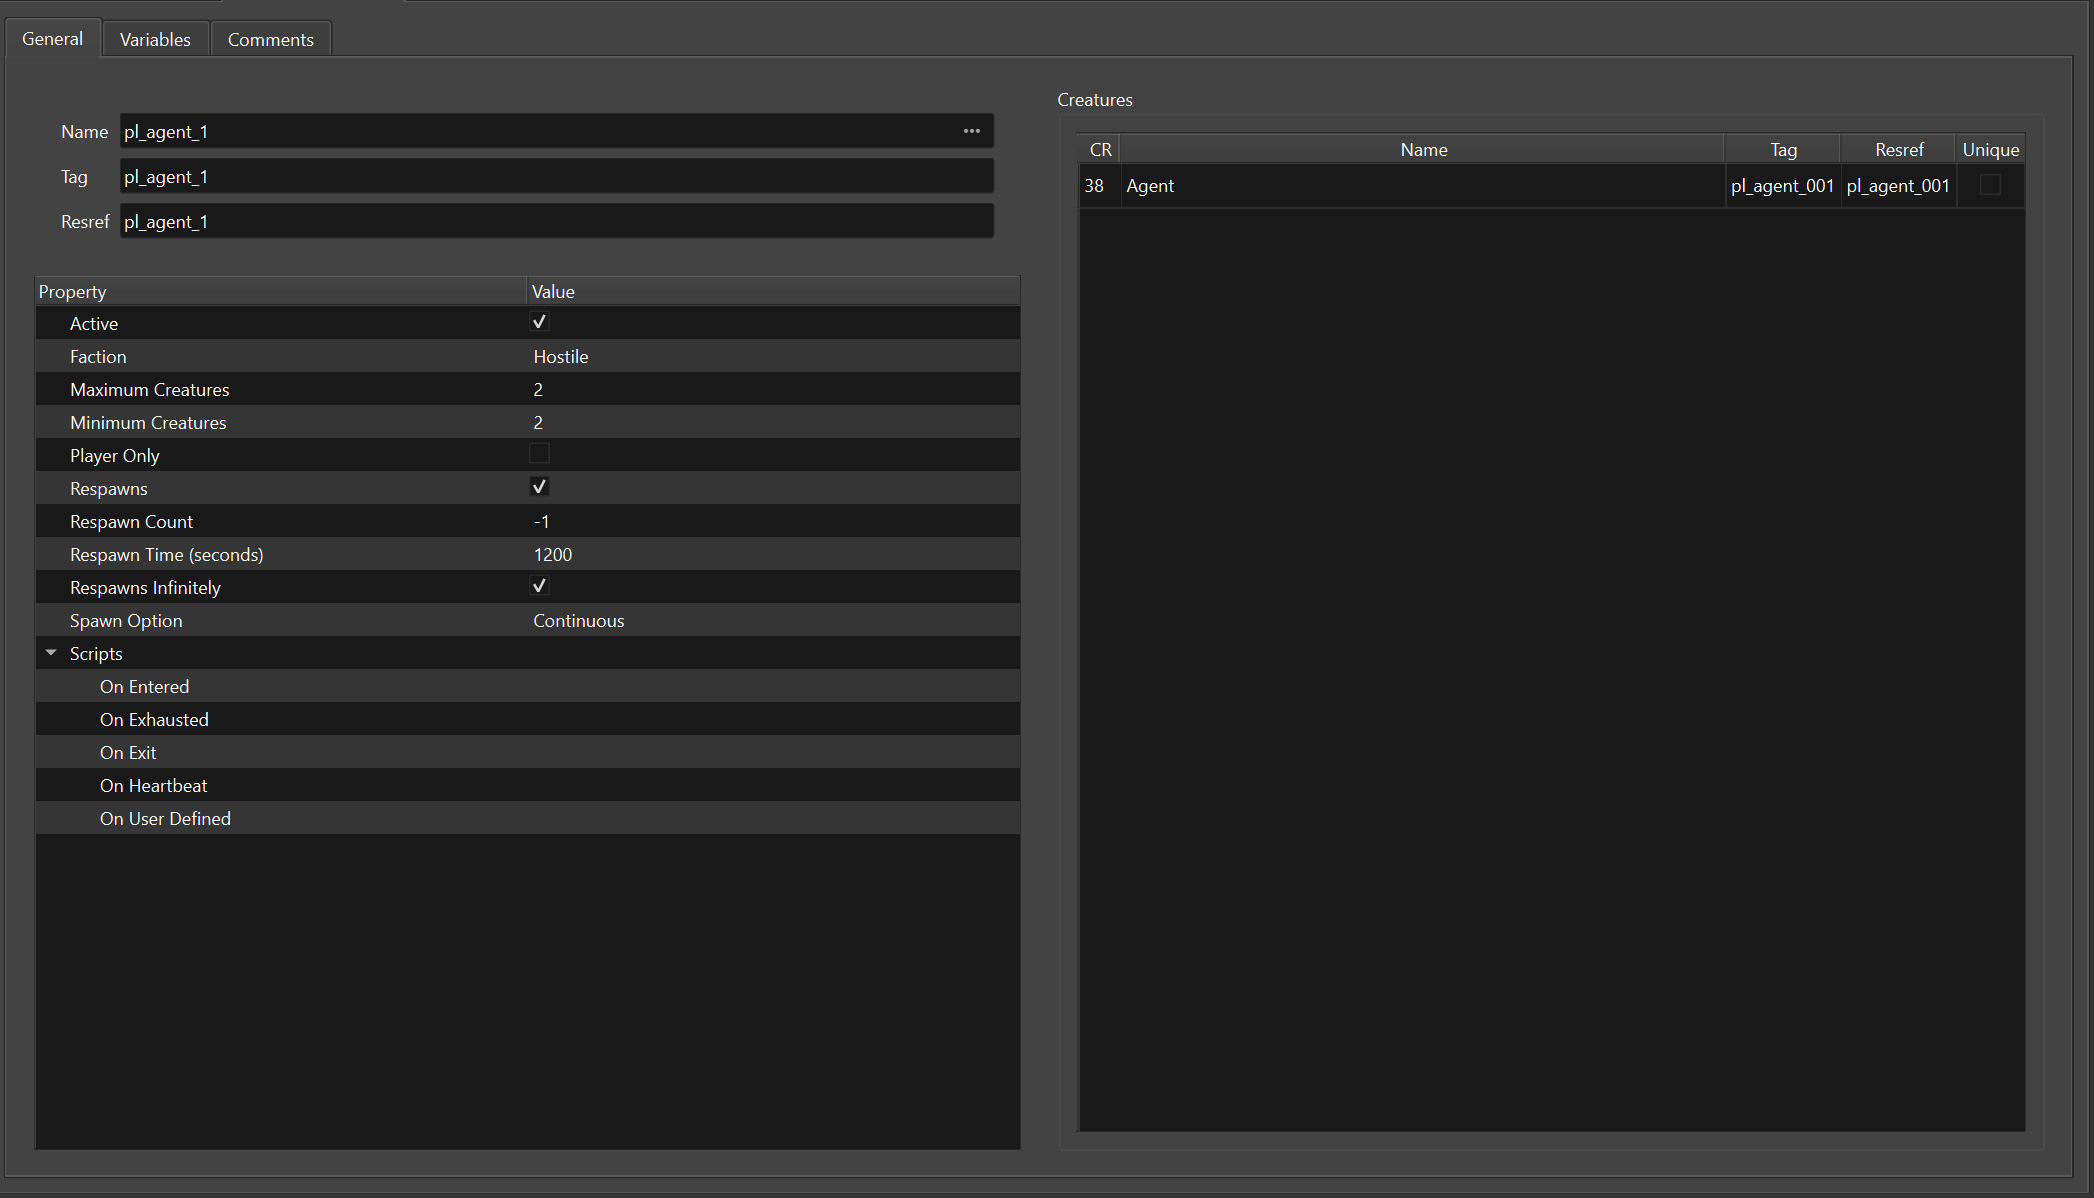 General
Variables
Comments
Name pl_agent_1 ...
Tag pl_agent_1
Resref pl_agent_1
Property Value
Active
Faction Hostile
Maximum Creatures 2
Minimum Creatures 2
Player Only
Respawns
Respawn Count -1
Respawn Time (seconds) 1200
Respawns Infinitely
Spawn Option Continuous
Scripts
On Entered
On Exhausted
On Exit
On Heartbeat
On User Defined
Creatures
CR Name Tag Resref Unique
38 Agent pl_agent_001 pl_agent_001